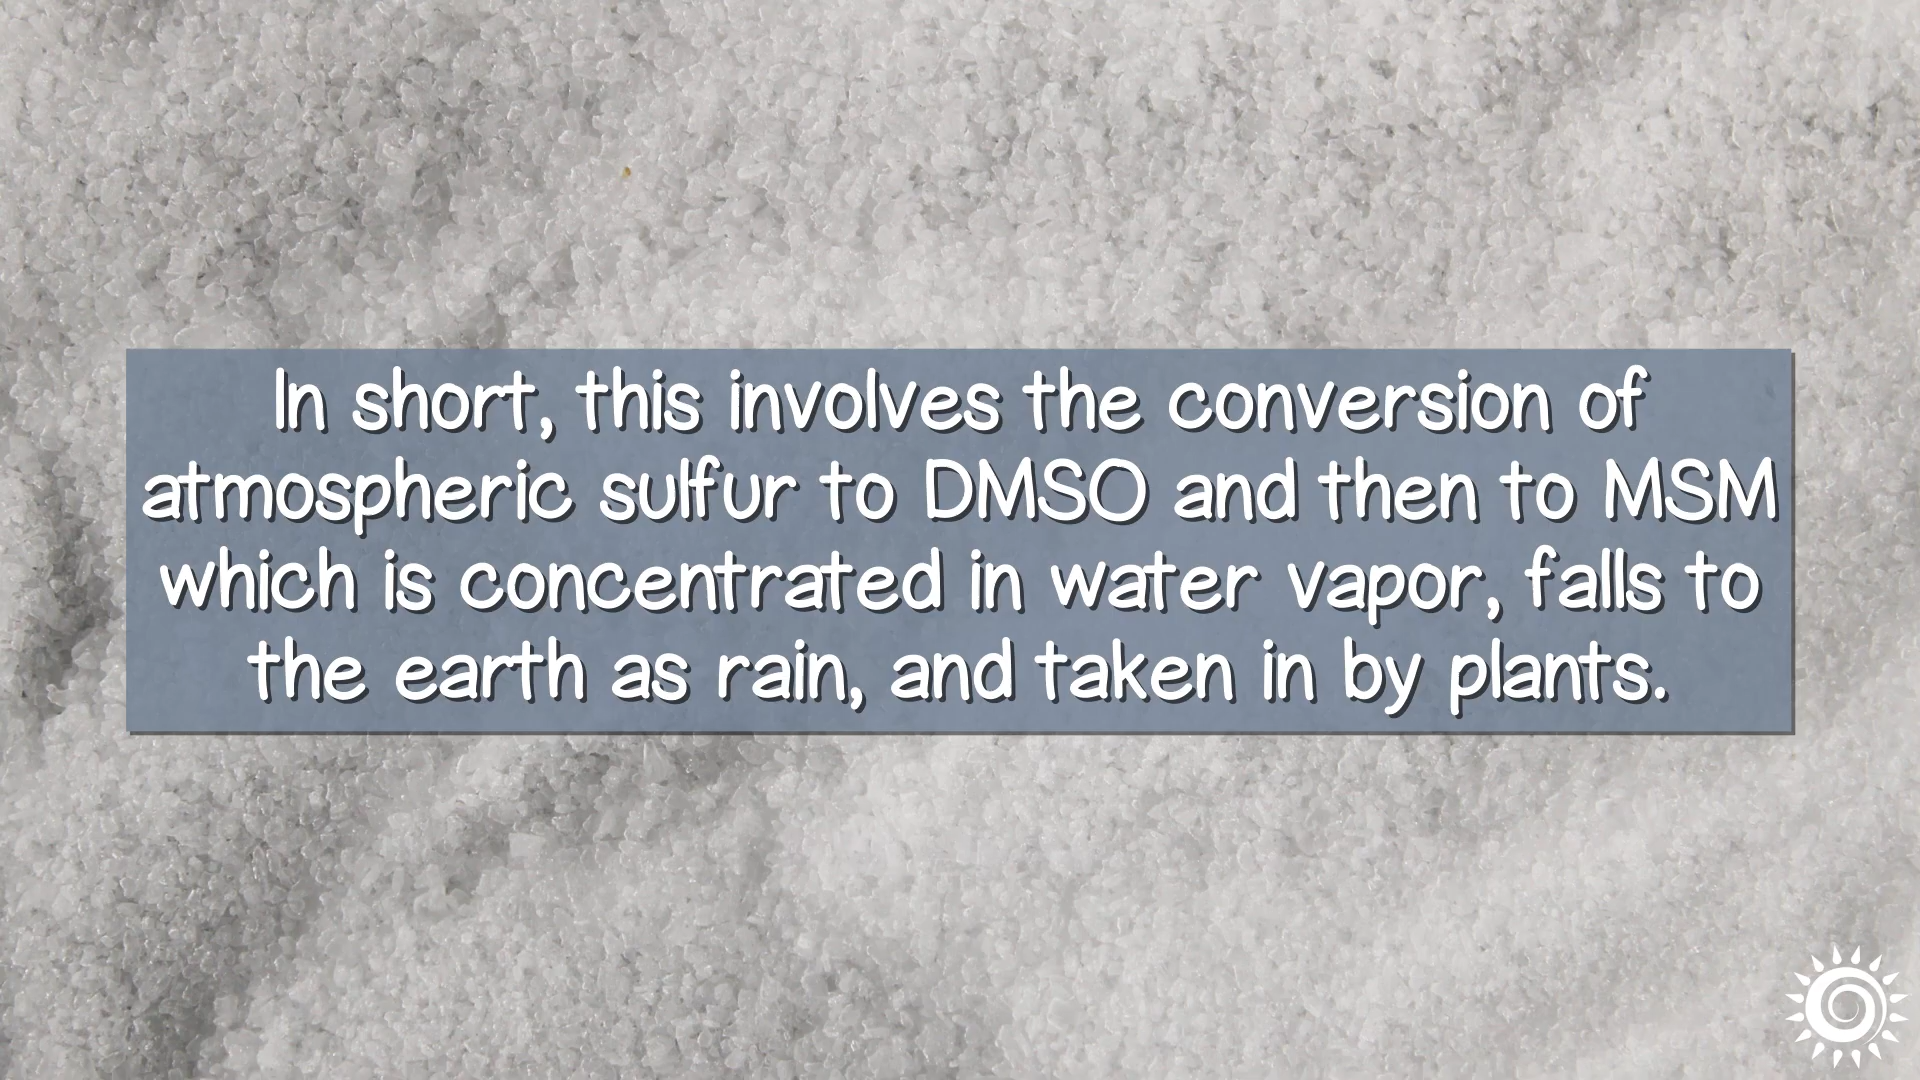 In short, this involves the conversion of
atmospheric sulfur to DMSO and then to MSM
which is concentrated in water vapor, falls to
the earth as rain, and taken in by plants.